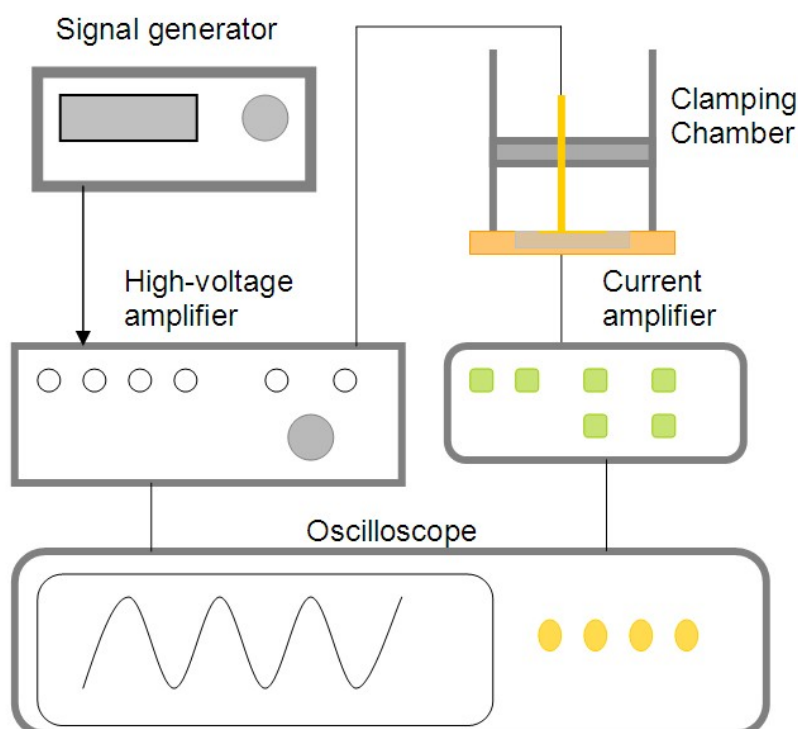 Signal generator
Clamping
Chamber
High-voltage
amplifier
Current
amplifier
Oscilloscope